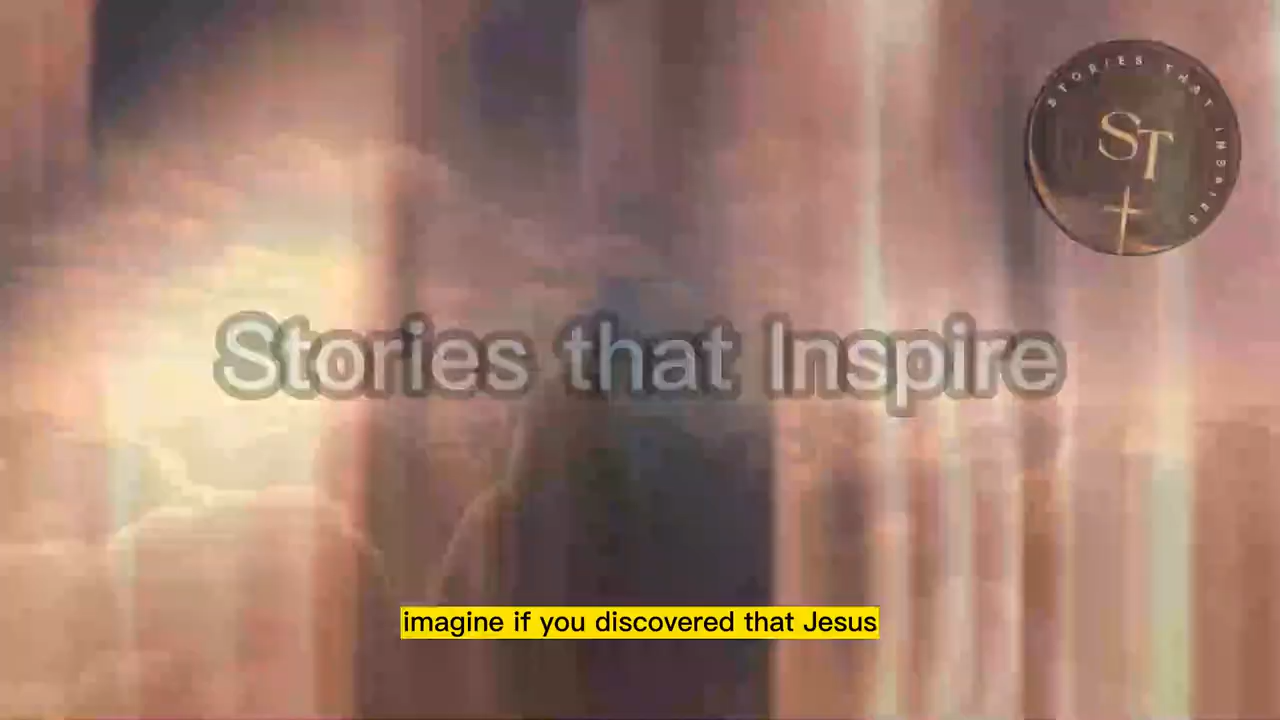 STORIES THAT INSPIRE
ST
Stories that Inspire
imagine if you discovered that Jesus